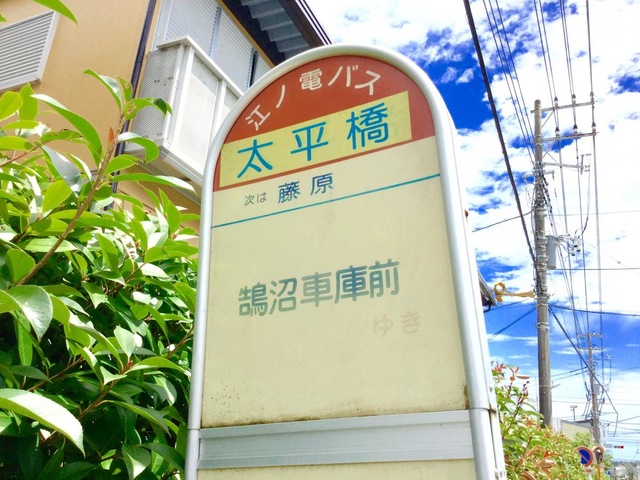 江ノ電バス
太平橋
次は 藤原
鵠沼車庫前
ゆき